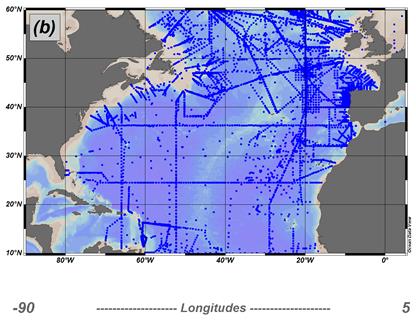 60°N
(b)
50°N
40°N
30°N
20°N
10°N
80°W 60°W 40°W 20°W 0°
Ocean Data View
-90 -------------------- Longitudes -------------------- 5